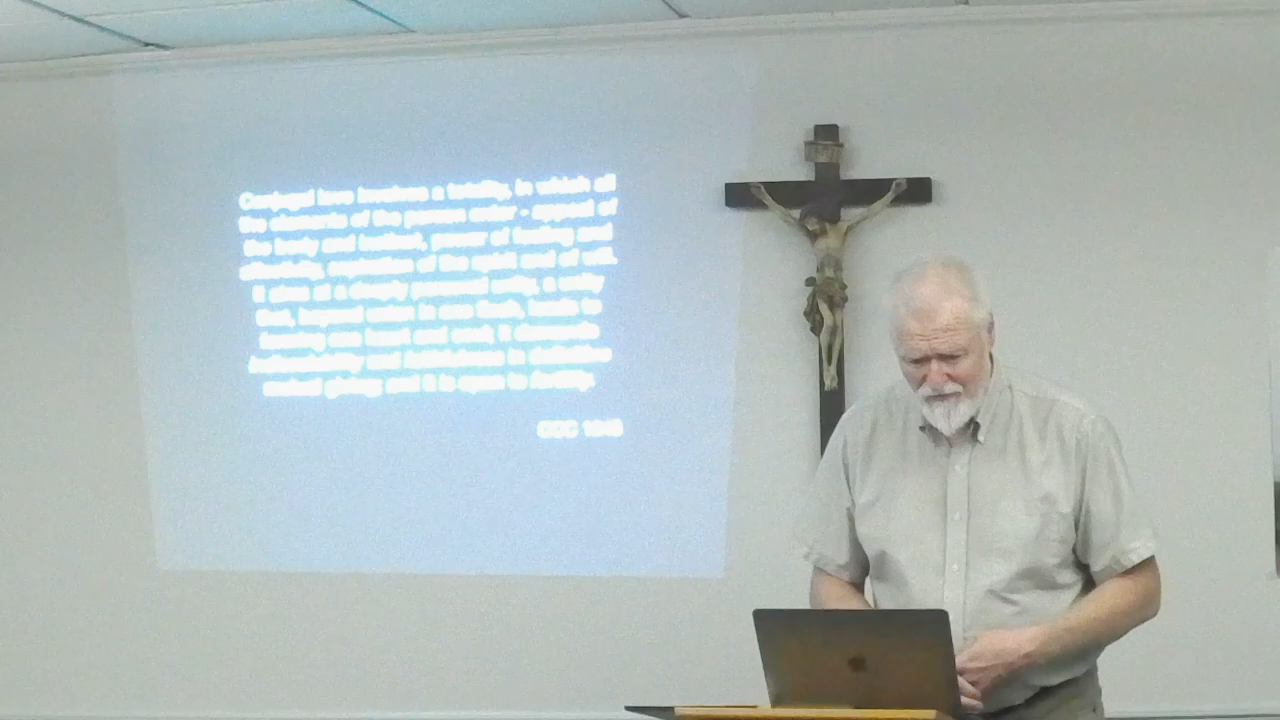 Conjugal love involves a totality, in which all
the elements of the person enter - appeal of
the body and instinct, power of feeling and
affectivity, aspiration of the spirit and of will.
It aims at a deeply personal unity, a unity
that, beyond union in one flesh, leads to
forming one heart and soul; it demands
indissolubility and faithfulness in definitive
mutual giving; and it is open to fertility.
CCC 1643